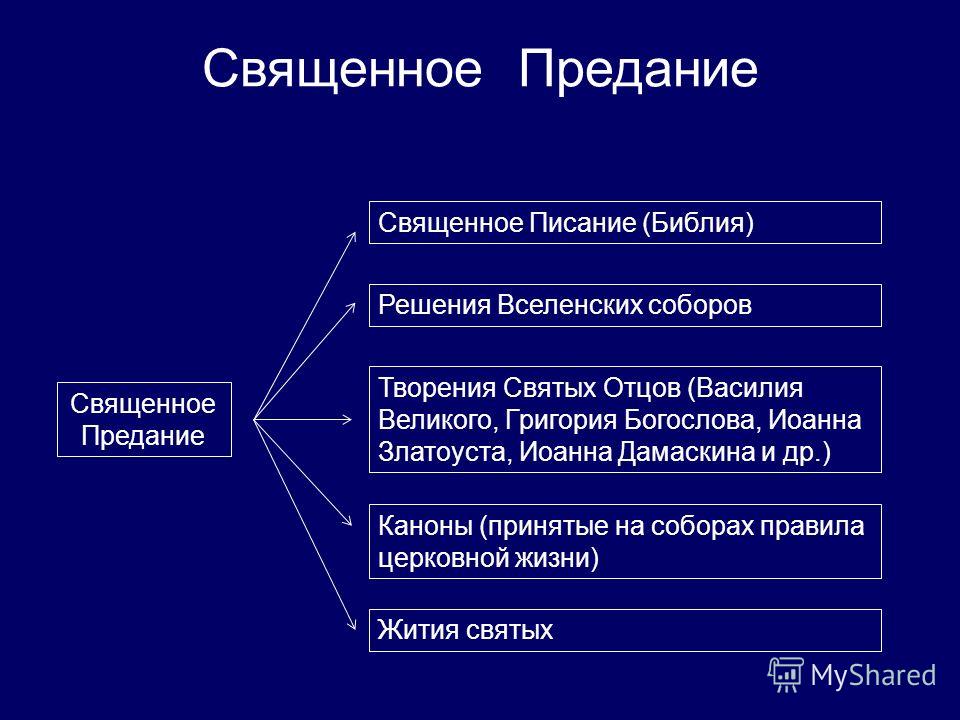 Священное Предание
Священное Писание (Библия)
Решения Вселенских соборов
Священное
Предание
Творения Святых Отцов (Василия
Великого, Григория Богослова, Иоанна
Златоуста, Иоанна Дамаскина и др.)
Каноны (принятые на соборах правила
церковной жизни)
Жития святых
MyShared